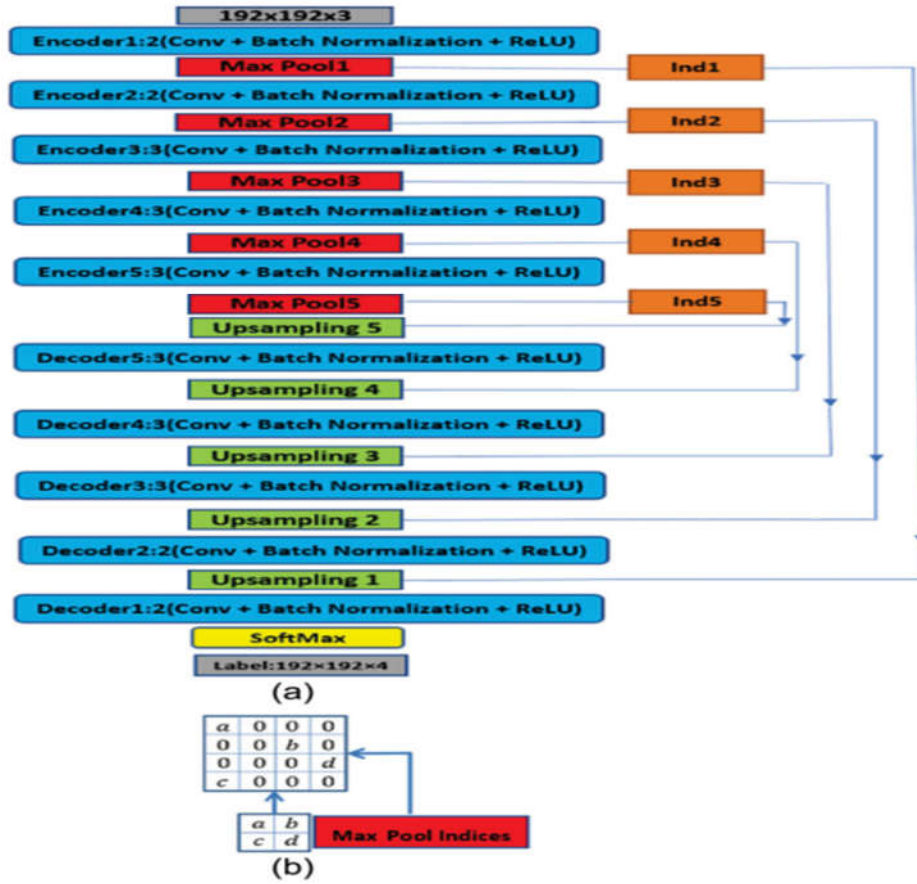 192x192x3
Encoder1:2(Conv + Batch Normalization + ReLU)
Max Pool1 Ind1
Encoder2:2(Conv + Batch Normalization + ReLU)
Max Pool2 Ind2
Encoder3:3(Conv + Batch Normalization + ReLU)
Max Pool3 Ind3
Encoder4:3(Conv + Batch Normalization + ReLU)
Max Pool4 Ind4
Encoder5:3(Conv + Batch Normalization + ReLU)
Max Pool5 Ind5
Upsampling 5
Decoder5:3(Conv + Batch Normalization + ReLU)
Upsampling 4
Decoder4:3(Conv + Batch Normalization + ReLU)
Upsampling 3
Decoder3:3(Conv + Batch Normalization + ReLU)
Upsampling 2
Decoder2:2(Conv + Batch Normalization + ReLU)
Upsampling 1
Decoder1:2(Conv + Batch Normalization + ReLU)
SoftMax
Label:192×192×4
(a)
a 0 0 0
0 0 b 0
0 0 0 d
c 0 0 0
a b
c d
Max Pool Indices
(b)